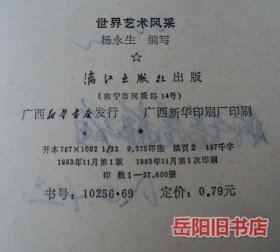 世界艺术风采
杨永生 编写
☆
漓江出版社出版
(南宁市河堤路14号)
广西新华书店发行 广西新华印刷厂印刷
*
开本787×1092 1/32 9.375印张 插页2 187千字
1983年11月第1版 1983年11月第1次印刷
印数1—37,600册
书号：10256·69 定价：0.79元
岳阳旧书店